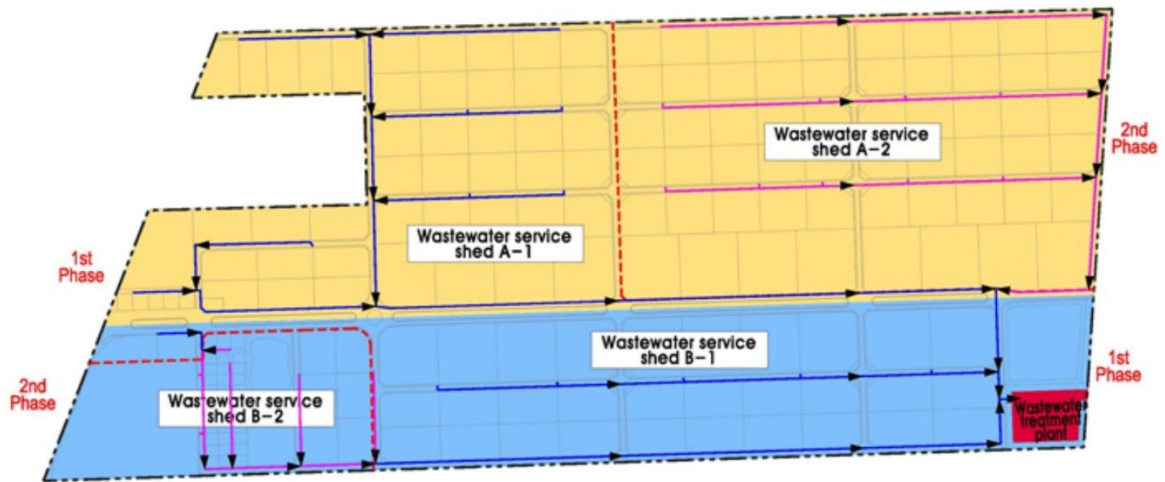 Wastewater service
shed A-2
2nd
Phase
Wastewater service
shed A-1
1st
Phase
Wastewater service
shed B-1
1st
Phase
2nd
Phase
Wastewater service
shed B-2
Wastewater
treatment
plant